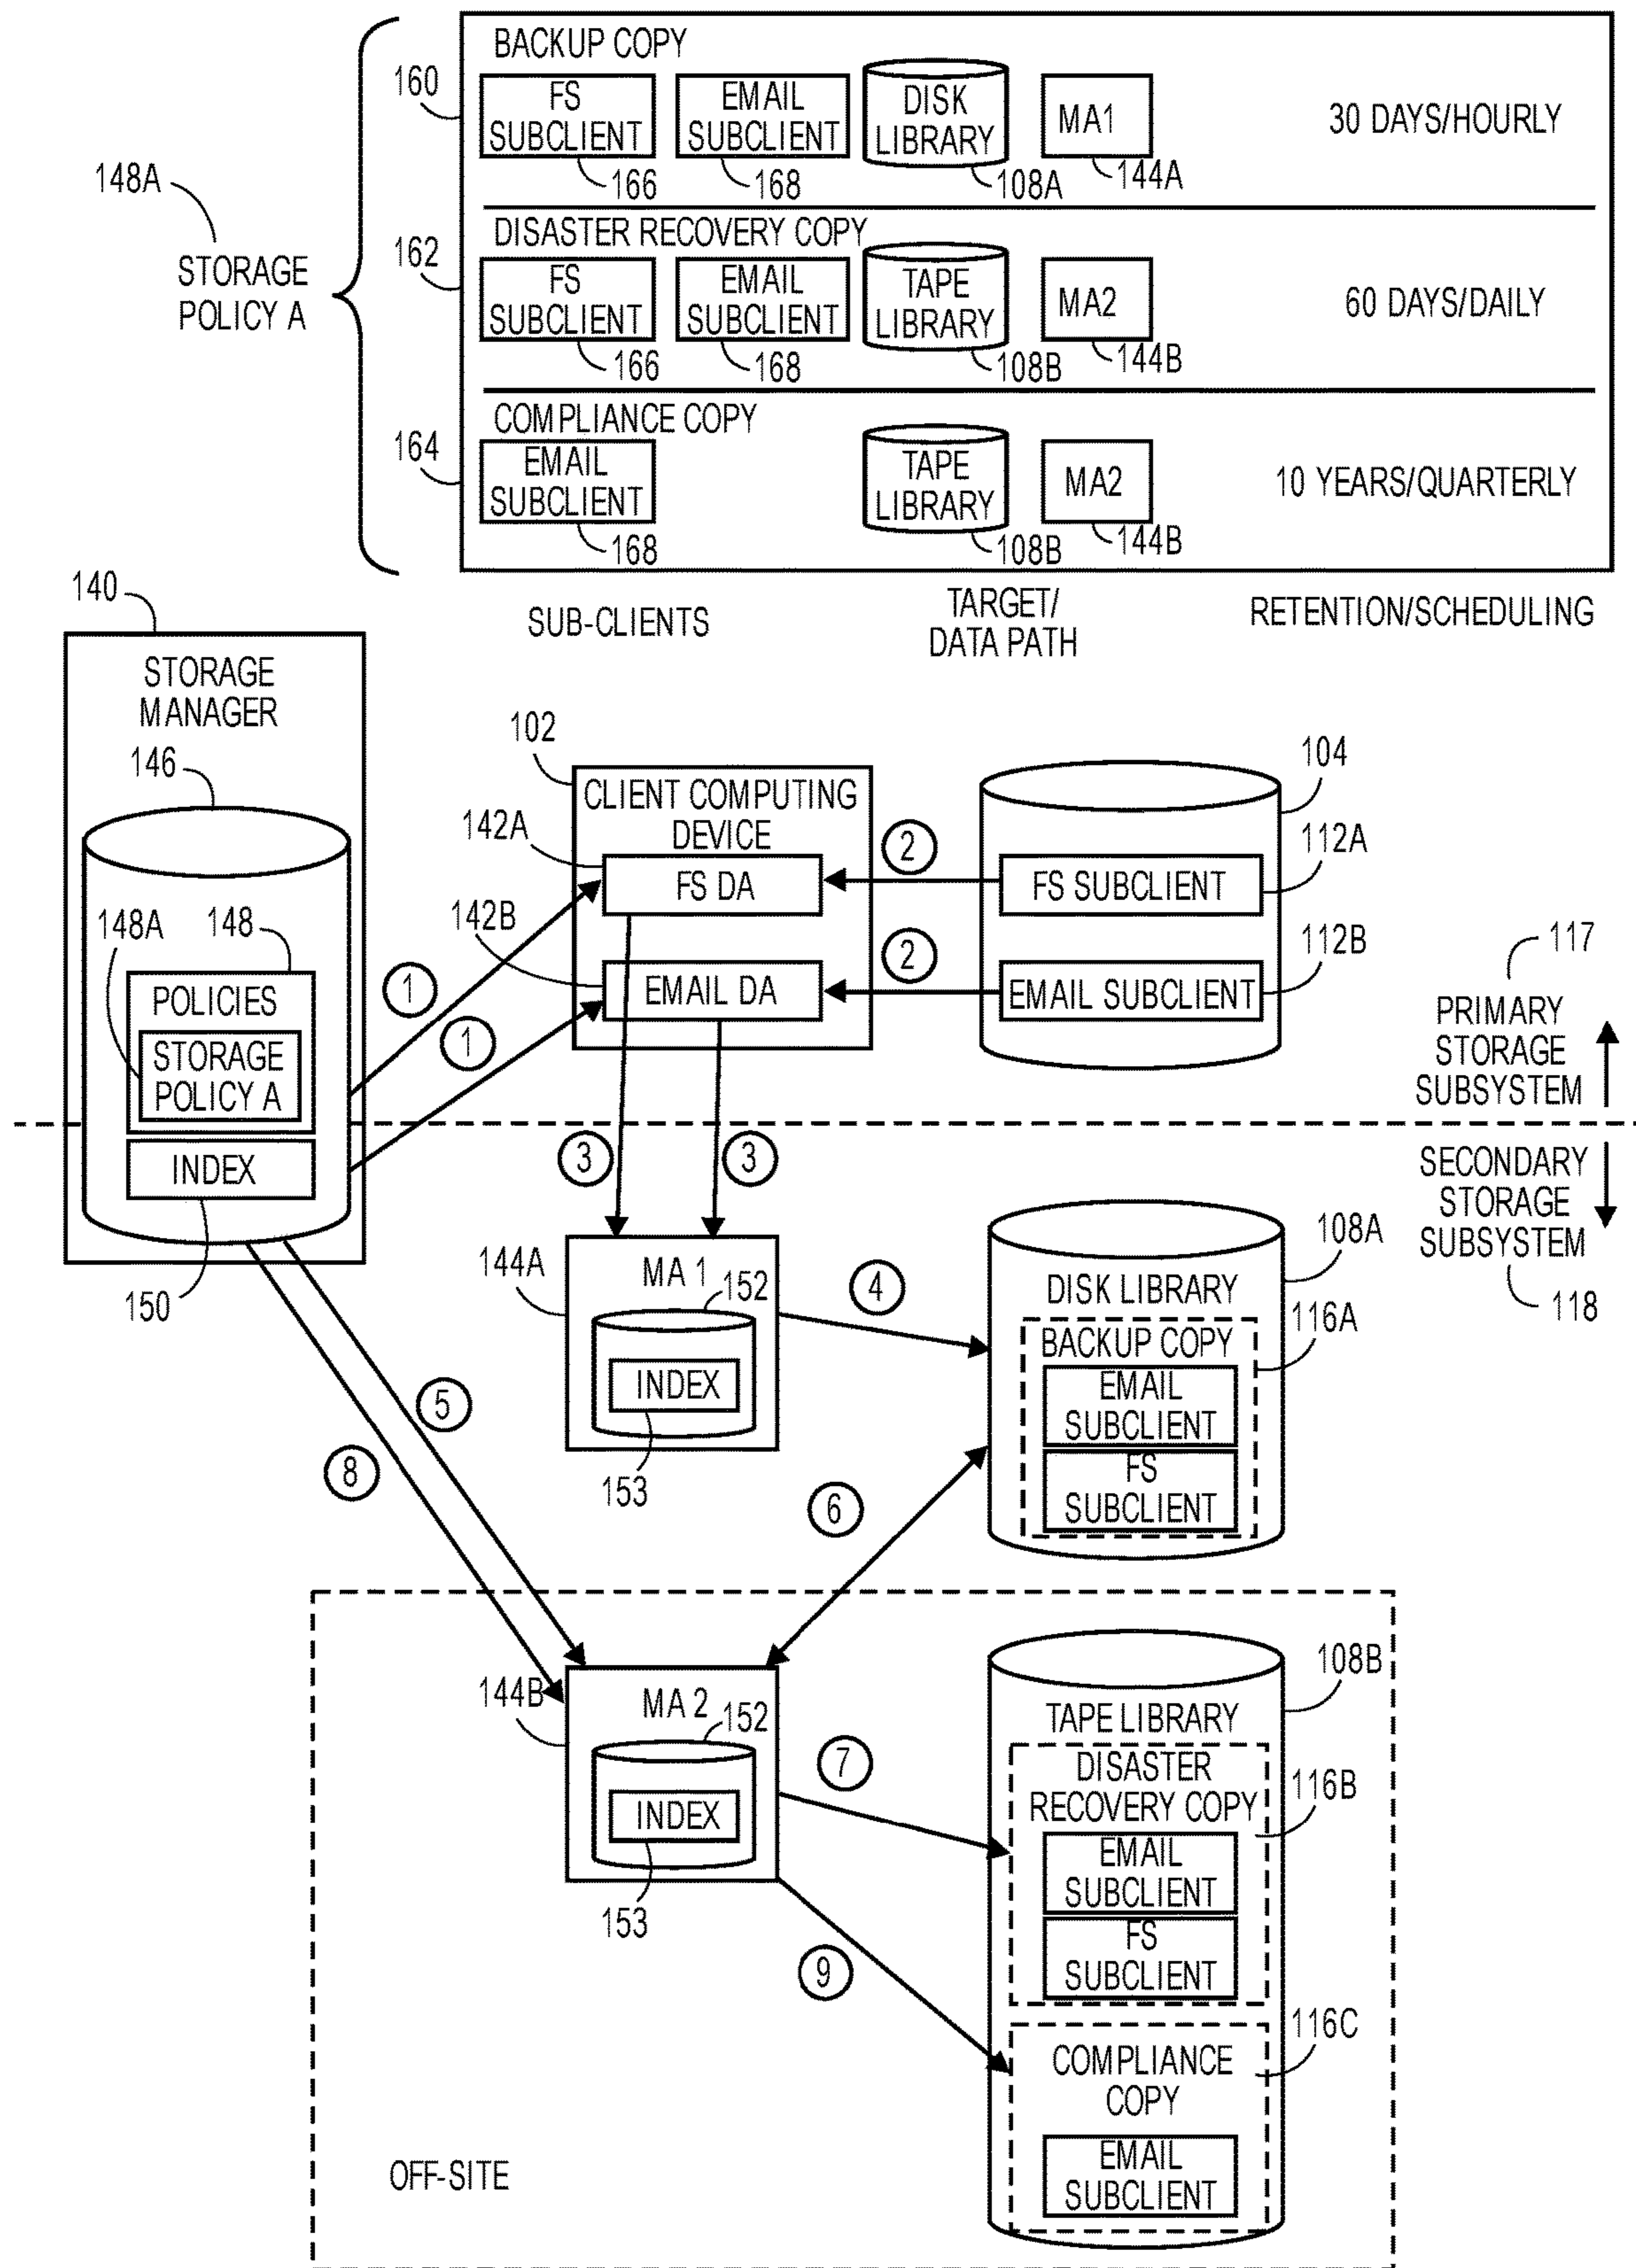 BACKUP COPY
160
FS
SUBCLIENT
166
EMAIL
SUBCLIENT
168
DISK
LIBRARY
108A
MA1
144A
30 DAYS/HOURLY
148A
STORAGE
POLICY A
DISASTER RECOVERY COPY
162
FS
SUBCLIENT
166
EMAIL
SUBCLIENT
168
TAPE
LIBRARY
108B
MA2
144B
60 DAYS/DAILY
COMPLIANCE COPY
164
EMAIL
SUBCLIENT
168
TAPE
LIBRARY
108B
MA2
144B
10 YEARS/QUARTERLY
SUB-CLIENTS
TARGET/
DATA PATH
RETENTION/SCHEDULING
140
STORAGE
MANAGER
146
148A
148
POLICIES
STORAGE
POLICY A
INDEX
150
1
1
102
CLIENT COMPUTING
DEVICE
142A
FS DA
142B
EMAIL DA
2
2
104
FS SUBCLIENT
112A
EMAIL SUBCLIENT
112B
117
PRIMARY
STORAGE
SUBSYSTEM
SECONDARY
STORAGE
SUBSYSTEM
118
3
3
144A
MA 1
152
INDEX
153
4
108A
DISK LIBRARY
116A
BACKUP COPY
EMAIL
SUBCLIENT
FS
SUBCLIENT
5
8
6
144B
MA 2
152
INDEX
153
7
9
108B
TAPE LIBRARY
DISASTER
RECOVERY COPY
116B
EMAIL
SUBCLIENT
FS
SUBCLIENT
116C
COMPLIANCE
COPY
EMAIL
SUBCLIENT
OFF-SITE